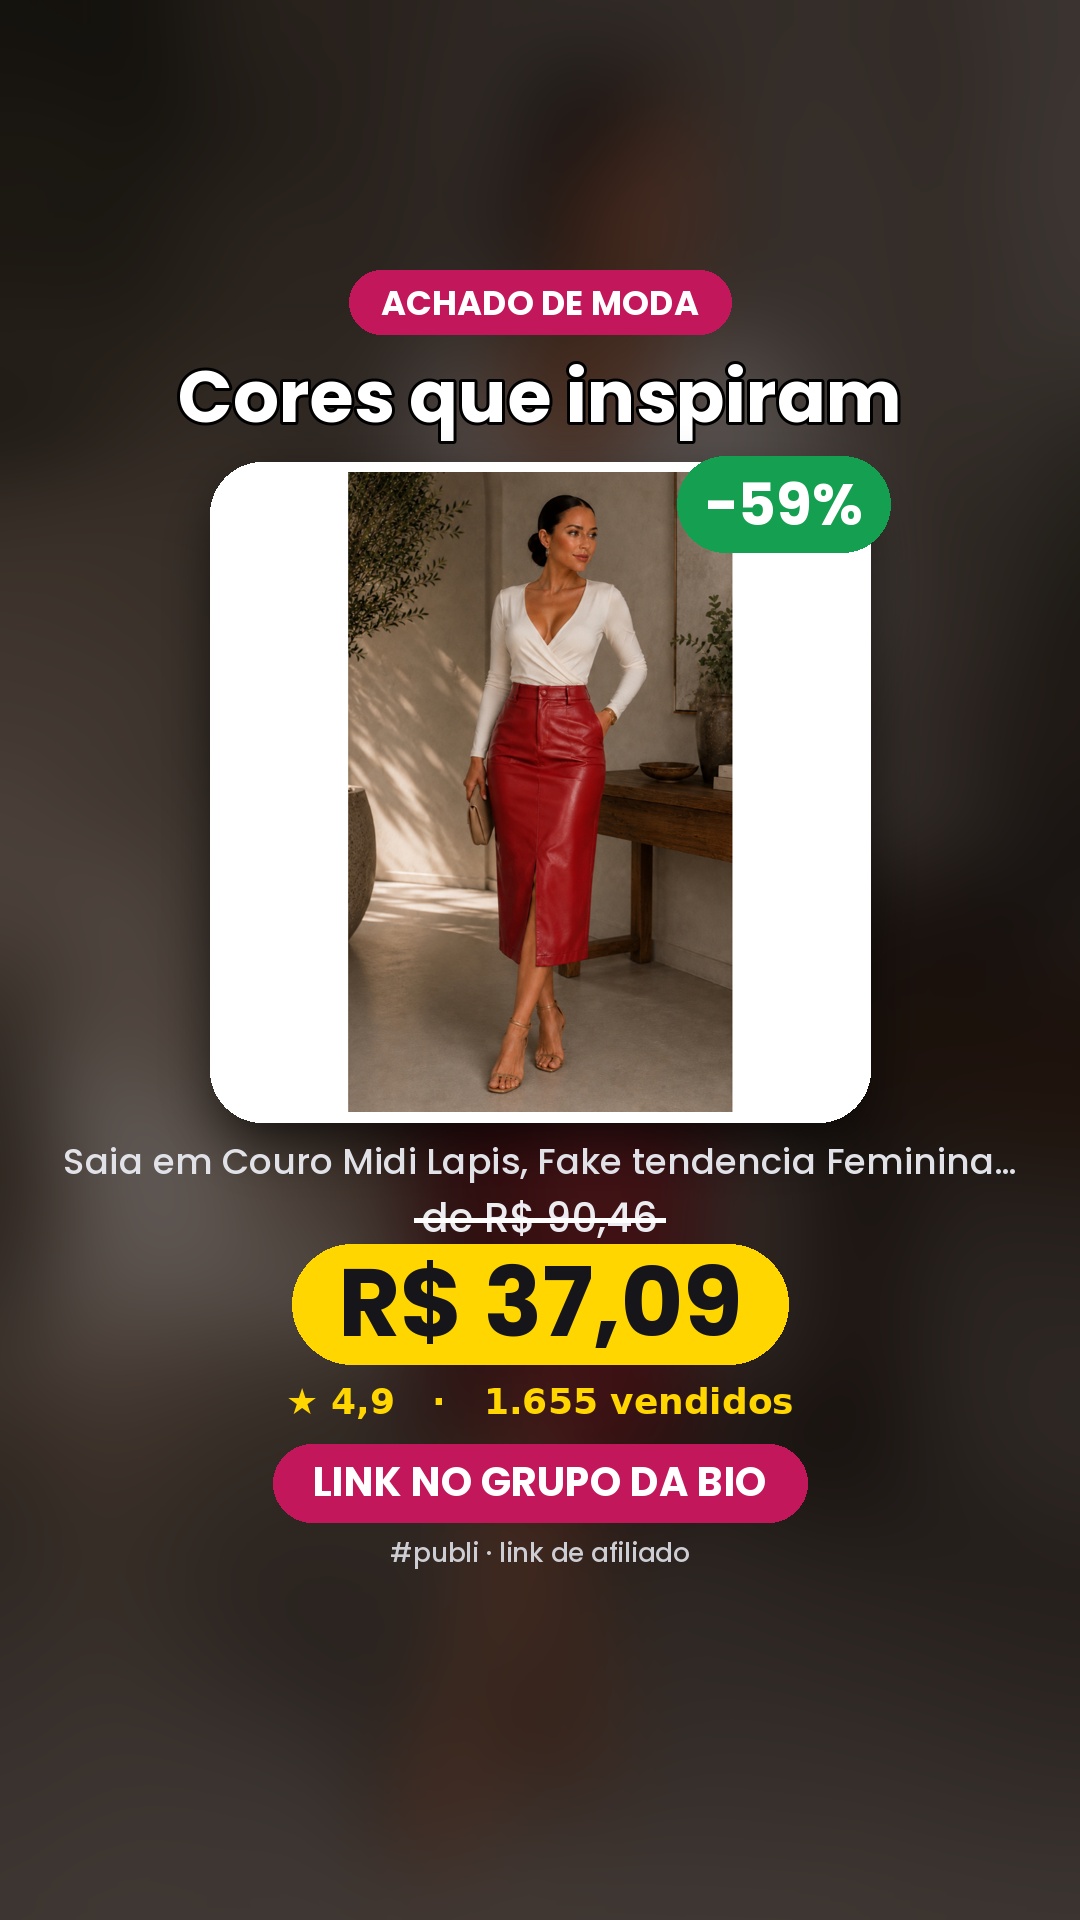 ACHADO DE MODA
Cores que inspiram
-59%
Saia em Couro Midi Lapis, Fake tendencia Feminina...
de R$ 90,46
R$ 37,09
★ 4,9 · 1.655 vendidos
LINK NO GRUPO DA BIO
#publi · link de afiliado